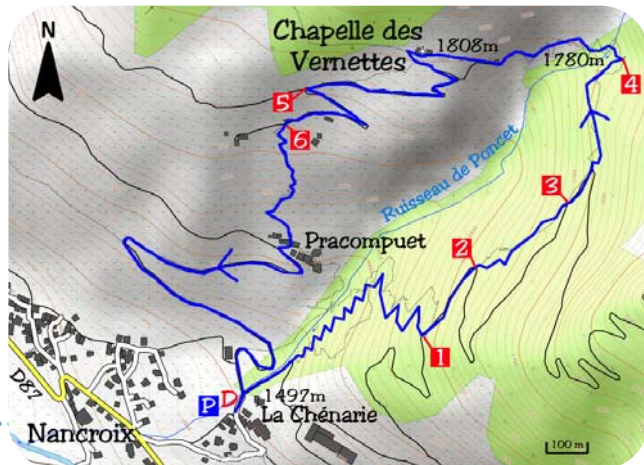 N
Chapelle des
Vernettes
1808m
1780m
4
5
6
3
Ruisseau de Poncet
Pracompuet
2
1
D87
P
D
1497m
La Chénarie
Nancroix
100 m